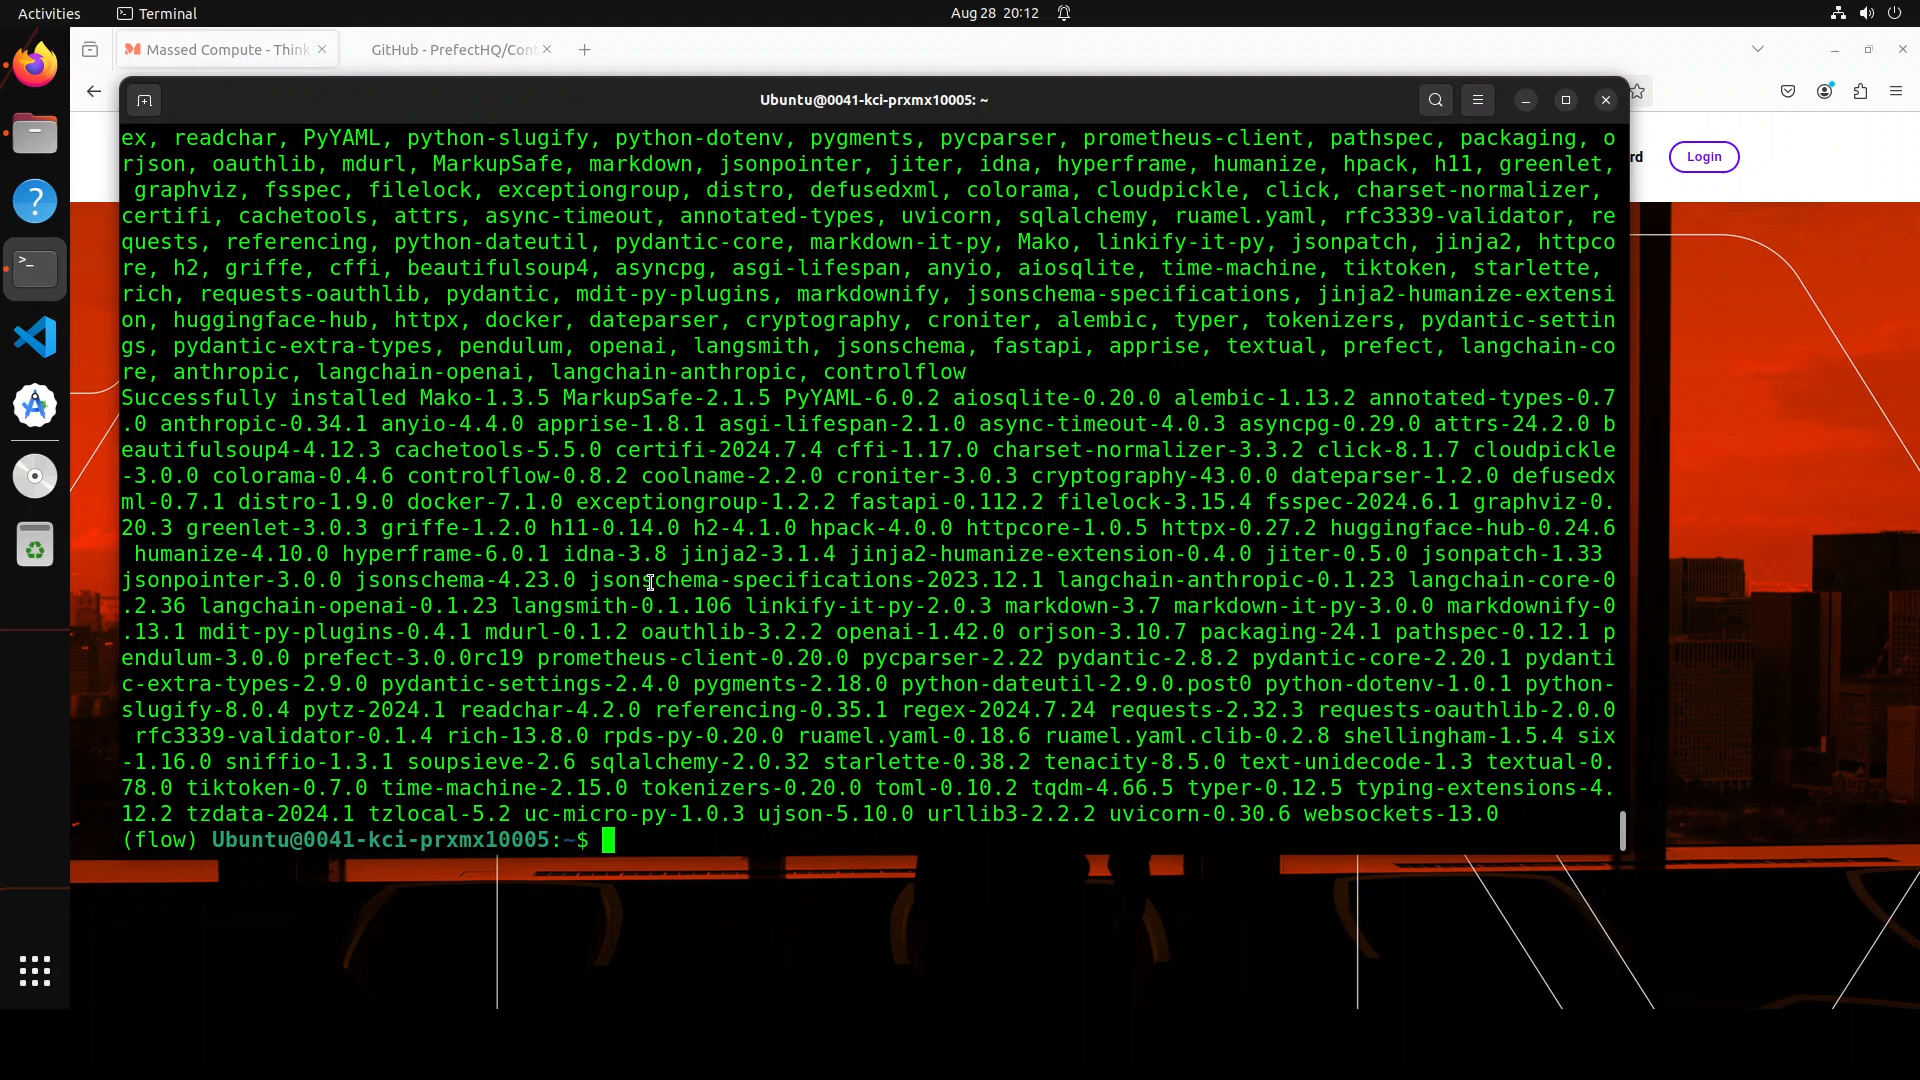 Activities
Terminal
Aug 28 20:12
Massed Compute - Think
GitHub - PrefectHQ/Cont
Ubuntu@0041-kci-prxmx10005: ~
rd
Login
ex, readchar, PyYAML, python-slugify, python-dotenv, pygments, pycparser, prometheus-client, pathspec, packaging, o
rjson, oauthlib, mdurl, MarkupSafe, markdown, jsonpointer, jiter, idna, hyperframe, humanize, hpack, h11, greenlet,
graphviz, fsspec, filelock, exceptiongroup, distro, defusedxml, colorama, cloudpickle, click, charset-normalizer,
certifi, cachetools, attrs, async-timeout, annotated-types, uvicorn, sqlalchemy, ruamel.yaml, rfc3339-validator, re
quests, referencing, python-dateutil, pydantic-core, markdown-it-py, Mako, linkify-it-py, jsonpatch, jinja2, httpco
re, h2, griffe, cffi, beautifulsoup4, asyncpg, asgi-lifespan, anyio, aiosqlite, time-machine, tiktoken, starlette,
rich, requests-oauthlib, pydantic, mdit-py-plugins, markdownify, jsonschema-specifications, jinja2-humanize-extensi
on, huggingface-hub, httpx, docker, dateparser, cryptography, croniter, alembic, typer, tokenizers, pydantic-settin
gs, pydantic-extra-types, pendulum, openai, langsmith, jsonschema, fastapi, apprise, textual, prefect, langchain-co
re, anthropic, langchain-openai, langchain-anthropic, controlflow
Successfully installed Mako-1.3.5 MarkupSafe-2.1.5 PyYAML-6.0.2 aiosqlite-0.20.0 alembic-1.13.2 annotated-types-0.7
.0 anthropic-0.34.1 anyio-4.4.0 apprise-1.8.1 asgi-lifespan-2.1.0 async-timeout-4.0.3 asyncpg-0.29.0 attrs-24.2.0 b
eautifulsoup4-4.12.3 cachetools-5.5.0 certifi-2024.7.4 cffi-1.17.0 charset-normalizer-3.3.2 click-8.1.7 cloudpickle
-3.0.0 colorama-0.4.6 controlflow-0.8.2 coolname-2.2.0 croniter-3.0.3 cryptography-43.0.0 dateparser-1.2.0 defusedx
ml-0.7.1 distro-1.9.0 docker-7.1.0 exceptiongroup-1.2.2 fastapi-0.112.2 filelock-3.15.4 fsspec-2024.6.1 graphviz-0.
20.3 greenlet-3.0.3 griffe-1.2.0 h11-0.14.0 h2-4.1.0 hpack-4.0.0 httpcore-1.0.5 httpx-0.27.2 huggingface-hub-0.24.6
humanize-4.10.0 hyperframe-6.0.1 idna-3.8 jinja2-3.1.4 jinja2-humanize-extension-0.4.0 jiter-0.5.0 jsonpatch-1.33
jsonpointer-3.0.0 jsonschema-4.23.0 jsonschema-specifications-2023.12.1 langchain-anthropic-0.1.23 langchain-core-0
.2.36 langchain-openai-0.1.23 langsmith-0.1.106 linkify-it-py-2.0.3 markdown-3.7 markdown-it-py-3.0.0 markdownify-0
.13.1 mdit-py-plugins-0.4.1 mdurl-0.1.2 oauthlib-3.2.2 openai-1.42.0 orjson-3.10.7 packaging-24.1 pathspec-0.12.1 p
endulum-3.0.0 prefect-3.0.0rc19 prometheus-client-0.20.0 pycparser-2.22 pydantic-2.8.2 pydantic-core-2.20.1 pydanti
c-extra-types-2.9.0 pydantic-settings-2.4.0 pygments-2.18.0 python-dateutil-2.9.0.post0 python-dotenv-1.0.1 python-
slugify-8.0.4 pytz-2024.1 readchar-4.2.0 referencing-0.35.1 regex-2024.7.24 requests-2.32.3 requests-oauthlib-2.0.0
rfc3339-validator-0.1.4 rich-13.8.0 rpds-py-0.20.0 ruamel.yaml-0.18.6 ruamel.yaml.clib-0.2.8 shellingham-1.5.4 six
-1.16.0 sniffio-1.3.1 soupsieve-2.6 sqlalchemy-2.0.32 starlette-0.38.2 tenacity-8.5.0 text-unidecode-1.3 textual-0.
78.0 tiktoken-0.7.0 time-machine-2.15.0 tokenizers-0.20.0 toml-0.10.2 tqdm-4.66.5 typer-0.12.5 typing-extensions-4.
12.2 tzdata-2024.1 tzlocal-5.2 uc-micro-py-1.0.3 ujson-5.10.0 urllib3-2.2.2 uvicorn-0.30.6 websockets-13.0
(flow) Ubuntu@0041-kci-prxmx10005:~$